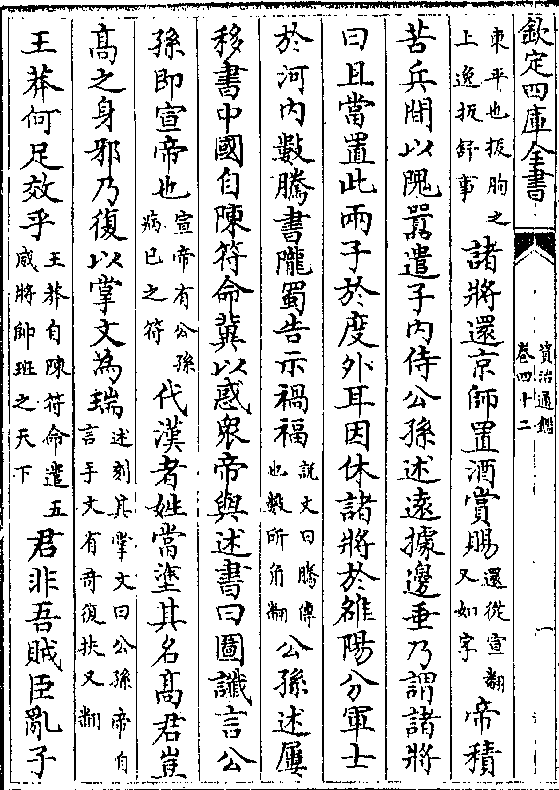 欽定四庫全書
資治通鑑
卷四十二
一
東平也抜朐之
上逸抜舒事
諸將還京師置酒賞賜
還從宣翻
又如字
帝積
苦兵間以隗囂遣子内侍公孫述遠據邊垂乃謂諸將
曰且當置此兩子於度外耳因休諸將於雒陽分軍士
於河内數騰書隴蜀告示禍福
說文曰騰傳
也數所角翻
公孫述屢
移書中國自陳符命冀以惑衆帝與述書曰圖讖言公
孫即宣帝也
宣帝有公孫
病已之符
代漢者姓當塗其名髙君豈
髙之身邪乃復以掌文為瑞
述刻其掌文曰公孫帝自
言手文有奇復扶又翻
王莽何足效乎
王莽自陳符命遣五
威將帥班之天下
君非吾賊臣亂子